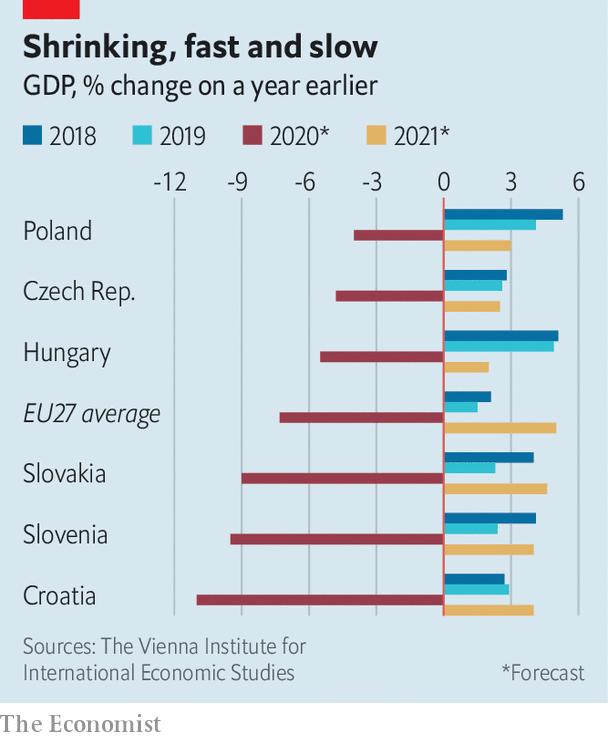 Shrinking, fast and slow
GDP, % change on a year earlier
2018 2019 2020* 2021*
-12 -9 -6 -3 0 3 6
Poland
Czech Rep.
Hungary
EU27 average
Slovakia
Slovenia
Croatia
Sources: The Vienna Institute for
International Economic Studies *Forecast
The Economist